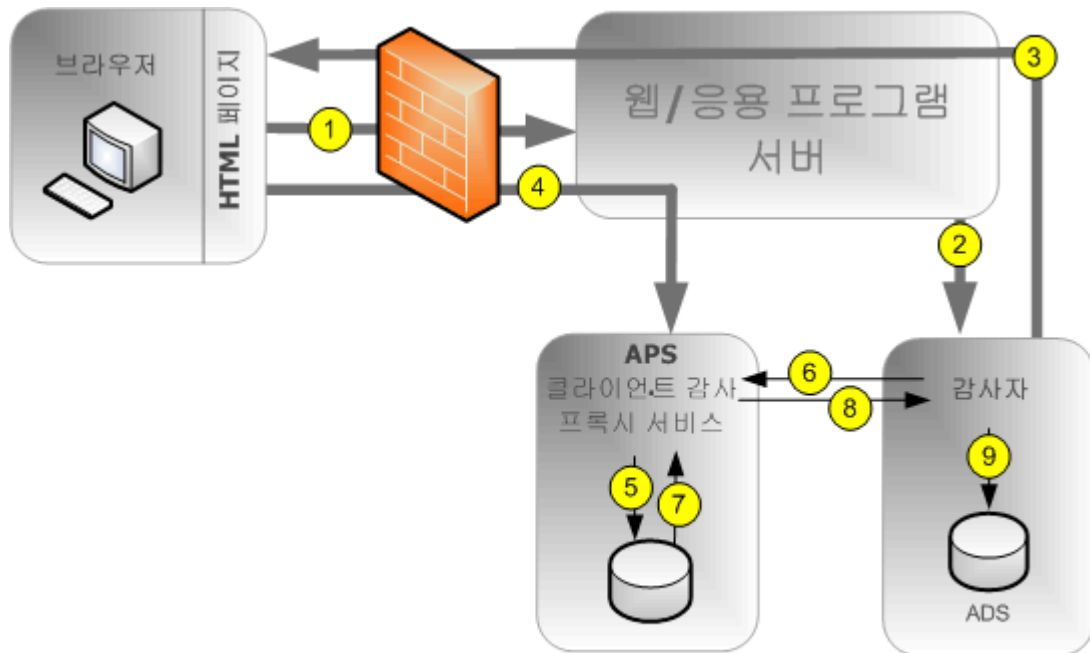 브라우저
HTML 페이지
1
3
웹/응용 프로그램
서버
4
2
APS
클라이언트 감사
프록시 서비스
6
8
감사자
5
7
9
ADS